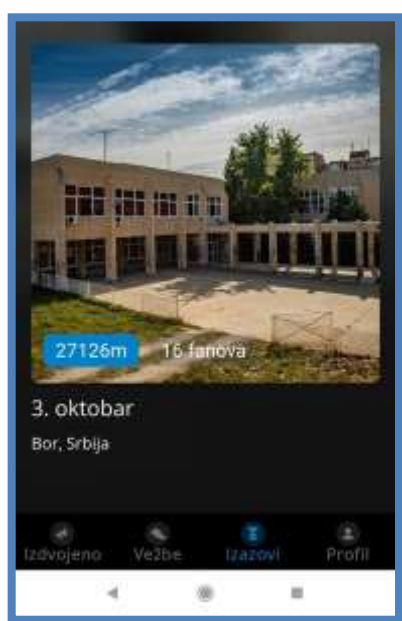 27126m 16 fanova
3. oktobar
Bor, Srbija
Izdvojeno Vežbe Izazovi Profil